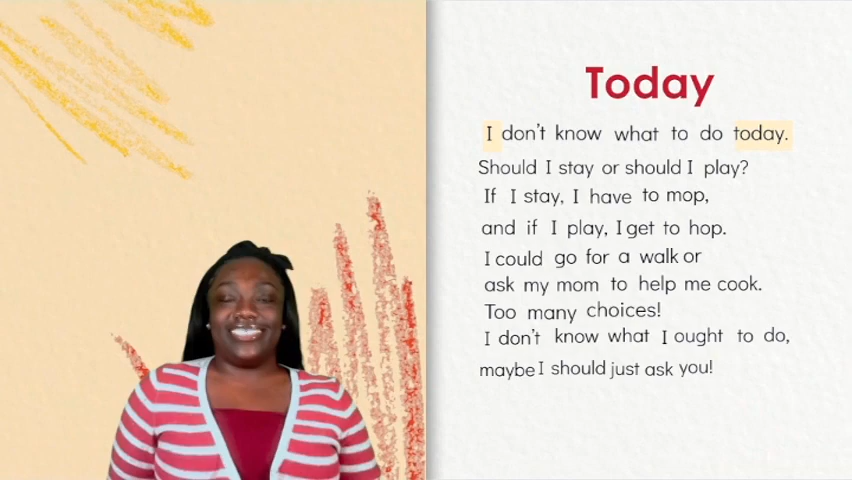 Today
I don't know what to do today.
Should I stay or should I play?
If I stay, I have to mop,
and if I play, I get to hop.
I could go for a walk or
ask my mom to help me cook.
Too many choices!
I don't know what I ought to do,
maybe I should just ask you!